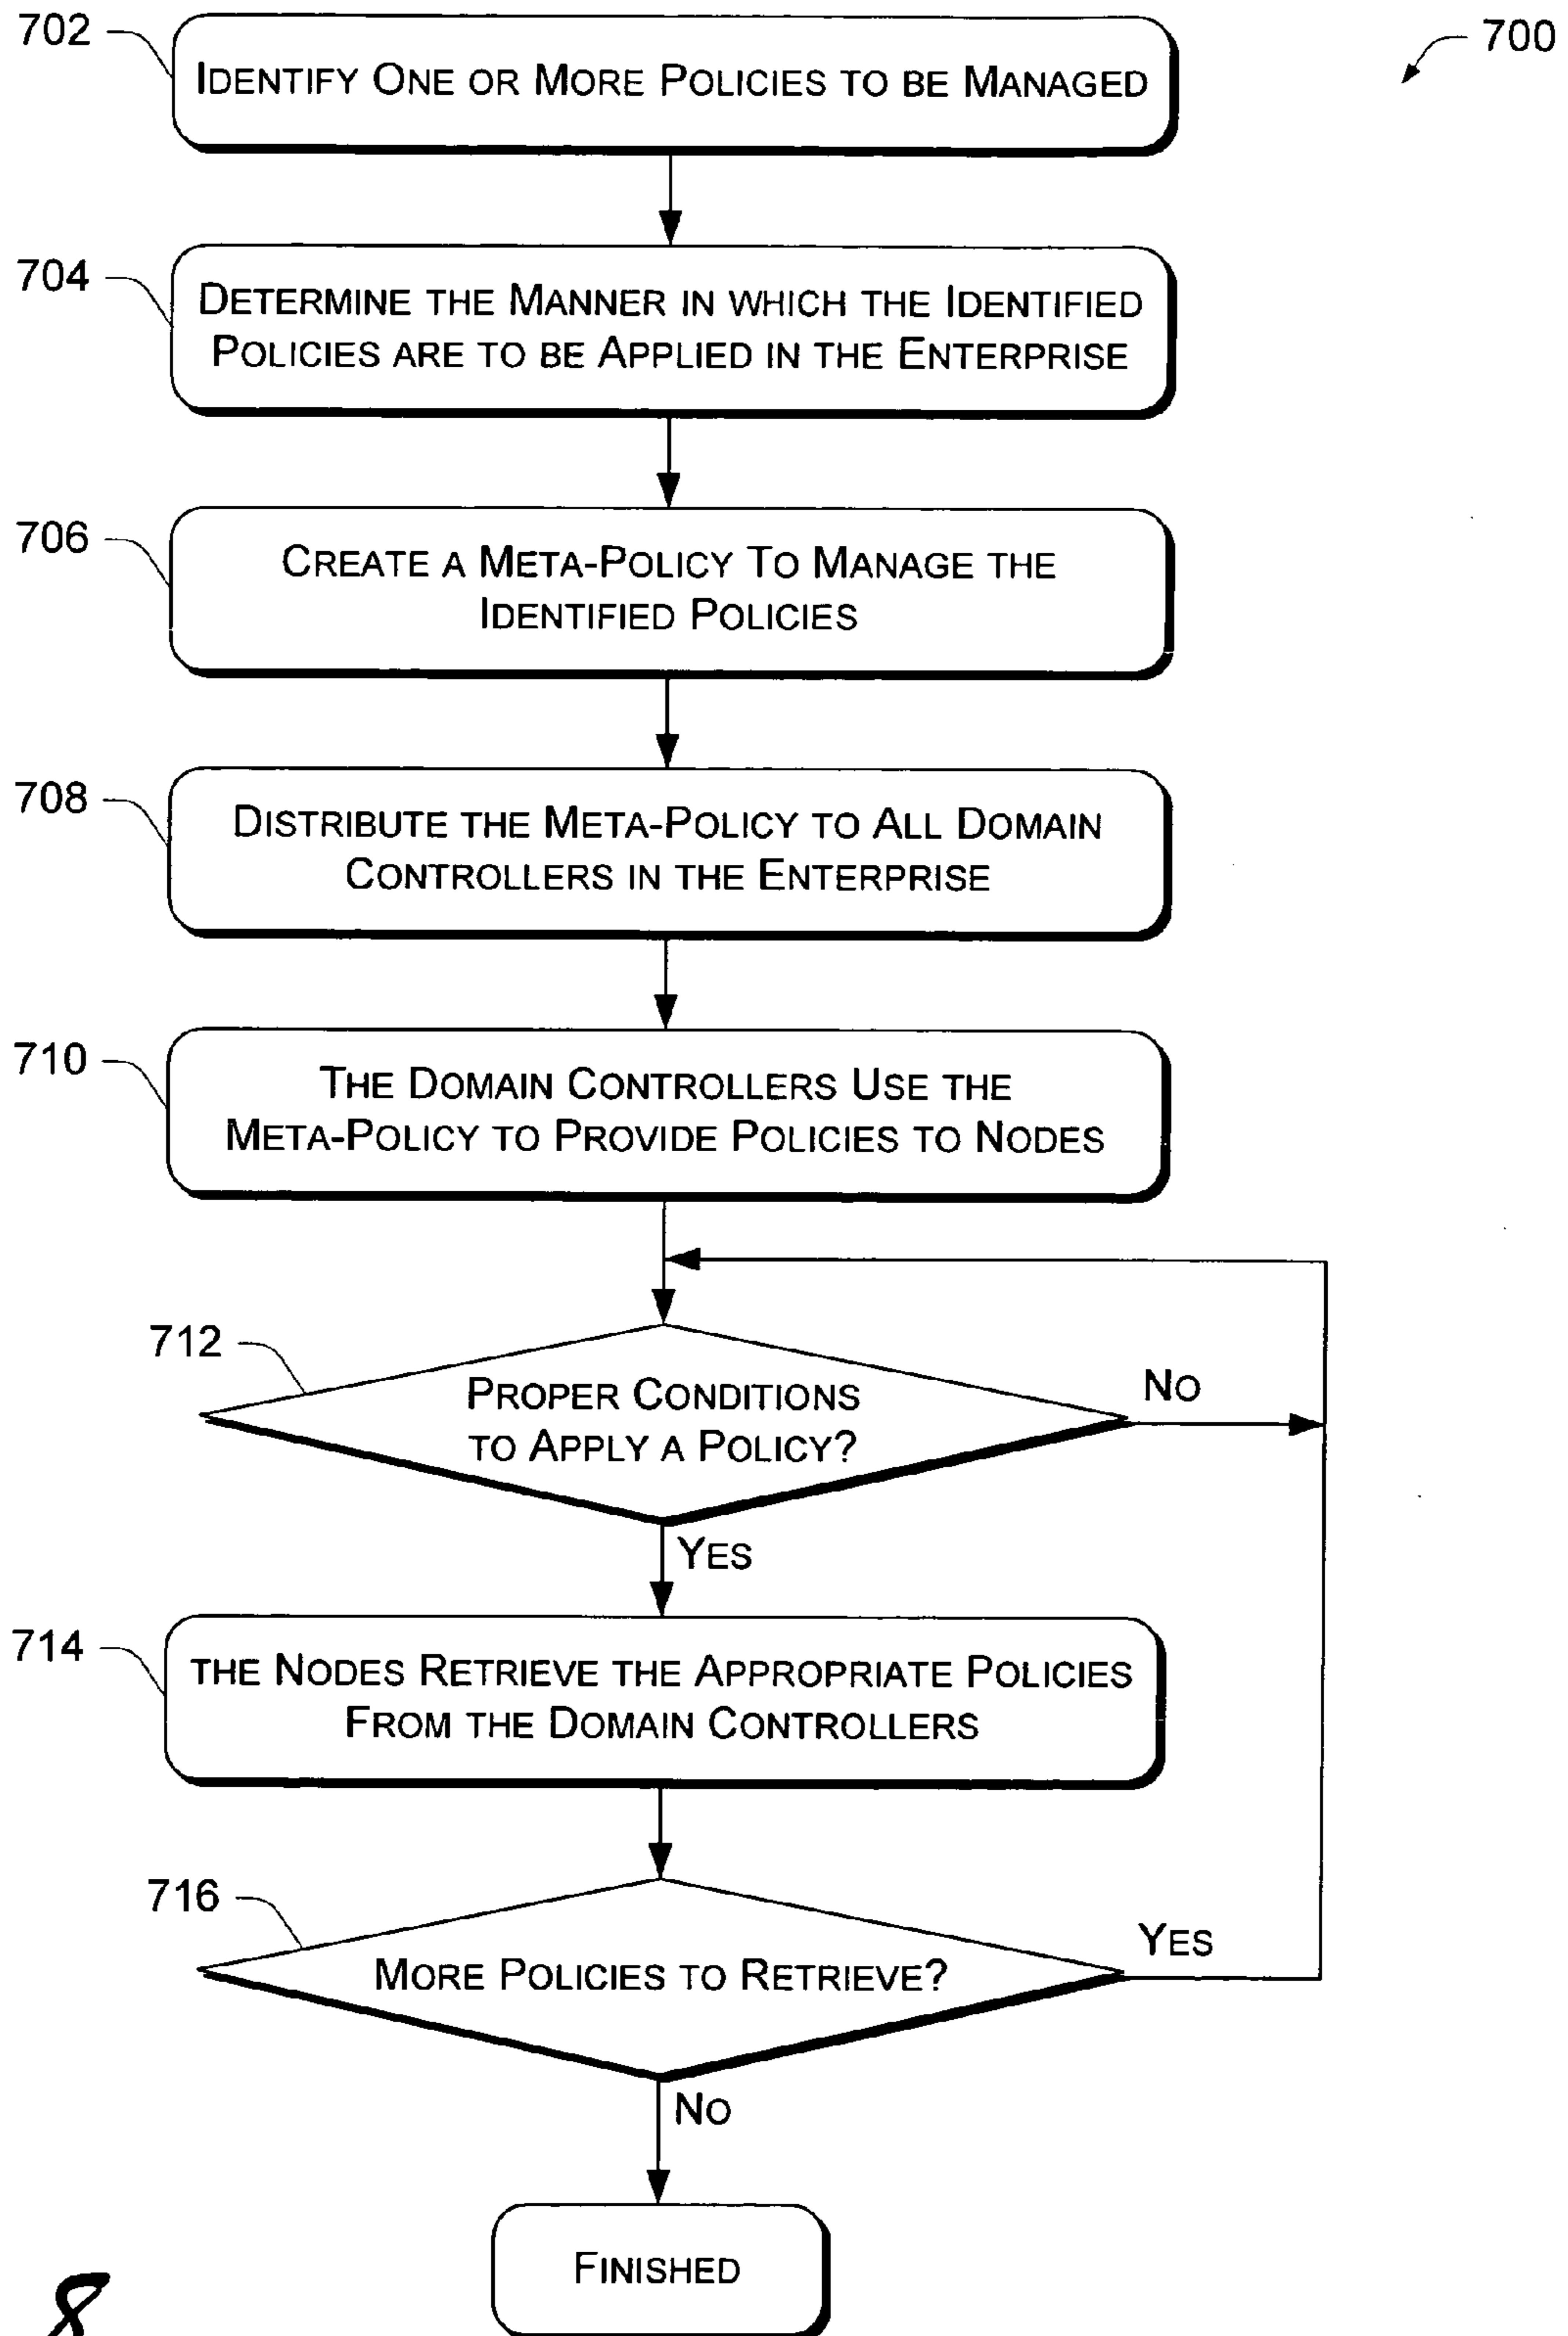 702
700
IDENTIFY ONE OR MORE POLICIES TO BE MANAGED
704
DETERMINE THE MANNER IN WHICH THE IDENTIFIED
POLICIES ARE TO BE APPLIED IN THE ENTERPRISE
706
CREATE A META-POLICY TO MANAGE THE
IDENTIFIED POLICIES
708
DISTRIBUTE THE META-POLICY TO ALL DOMAIN
CONTROLLERS IN THE ENTERPRISE
710
THE DOMAIN CONTROLLERS USE THE
META-POLICY TO PROVIDE POLICIES TO NODES
712
PROPER CONDITIONS
TO APPLY A POLICY?
NO
YES
714
THE NODES RETRIEVE THE APPROPRIATE POLICIES
FROM THE DOMAIN CONTROLLERS
716
MORE POLICIES TO RETRIEVE?
YES
NO
FINISHED
8